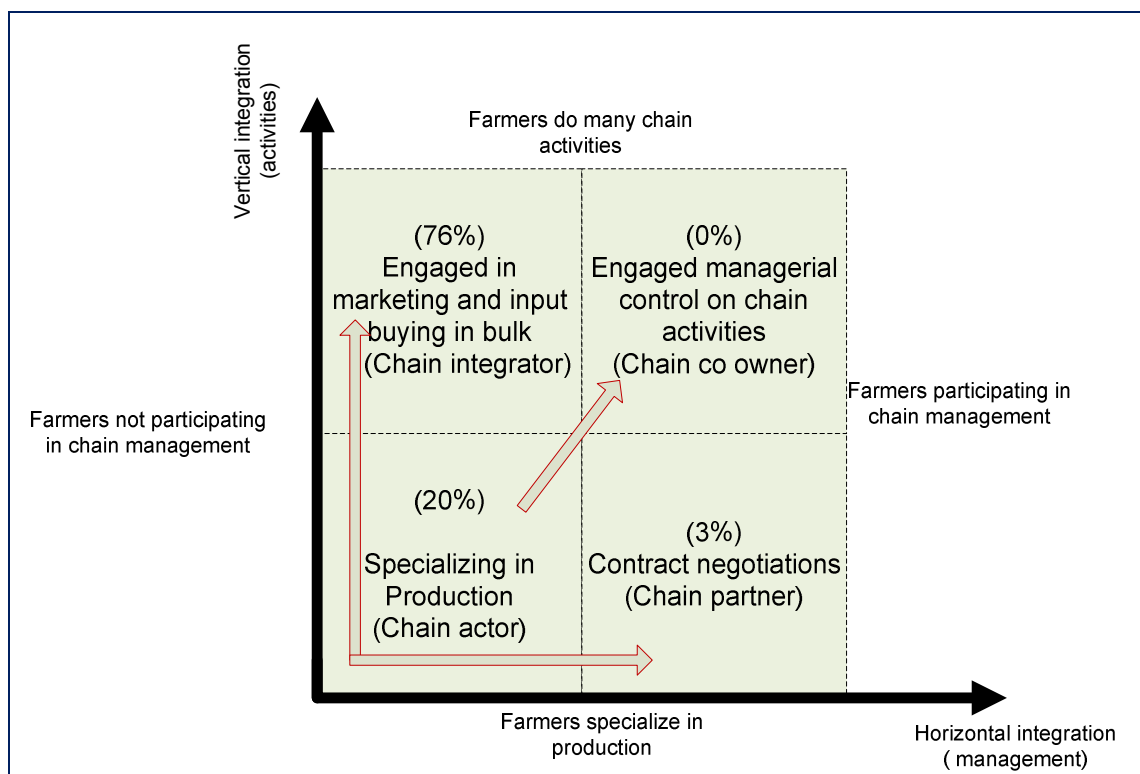 Vertical integration
(activities)
Farmers do many chain
activities
(76%)
Engaged in
marketing and input
buying in bulk
(Chain integrator)
(0%)
Engaged managerial
control on chain
activities
(Chain co owner)
Farmers not participating
in chain management
Farmers participating in
chain management
(20%)
Specializing in
Production
(Chain actor)
(3%)
Contract negotiations
(Chain partner)
Farmers specialize in
production
Horizontal integration
( management)